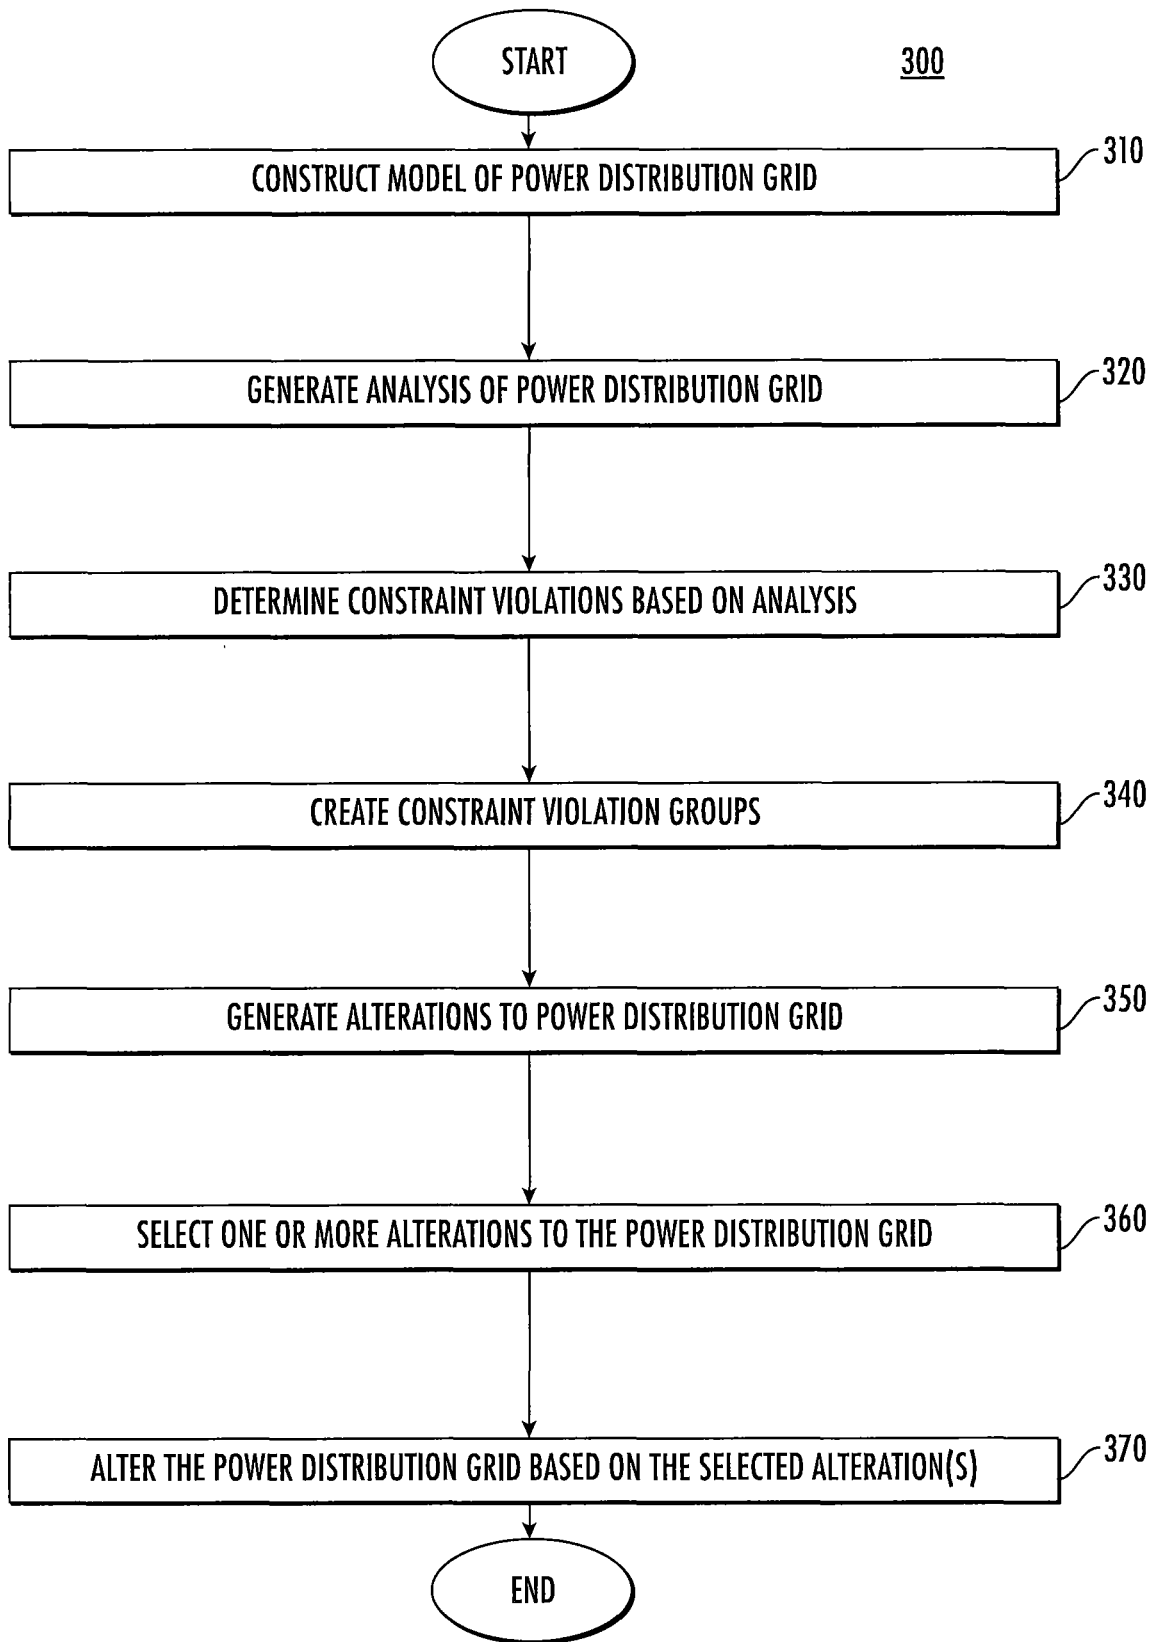 START
300
CONSTRUCT MODEL OF POWER DISTRIBUTION GRID
310
GENERATE ANALYSIS OF POWER DISTRIBUTION GRID
320
DETERMINE CONSTRAINT VIOLATIONS BASED ON ANALYSIS
330
CREATE CONSTRAINT VIOLATION GROUPS
340
GENERATE ALTERATIONS TO POWER DISTRIBUTION GRID
350
SELECT ONE OR MORE ALTERATIONS TO THE POWER DISTRIBUTION GRID
360
ALTER THE POWER DISTRIBUTION GRID BASED ON THE SELECTED ALTERATION(S)
370
END